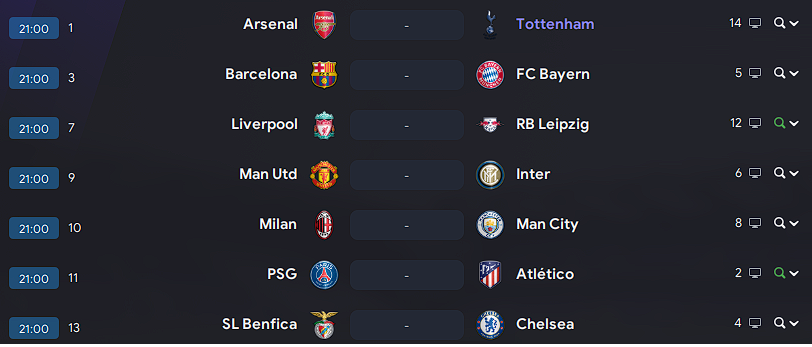 21:00 1 Arsenal - Tottenham 14
21:00 3 Barcelona - FC Bayern 5
21:00 7 Liverpool - RB Leipzig 12
21:00 9 Man Utd - Inter 6
21:00 10 Milan - Man City 8
21:00 11 PSG - Atlético 2
21:00 13 SL Benfica - Chelsea 4